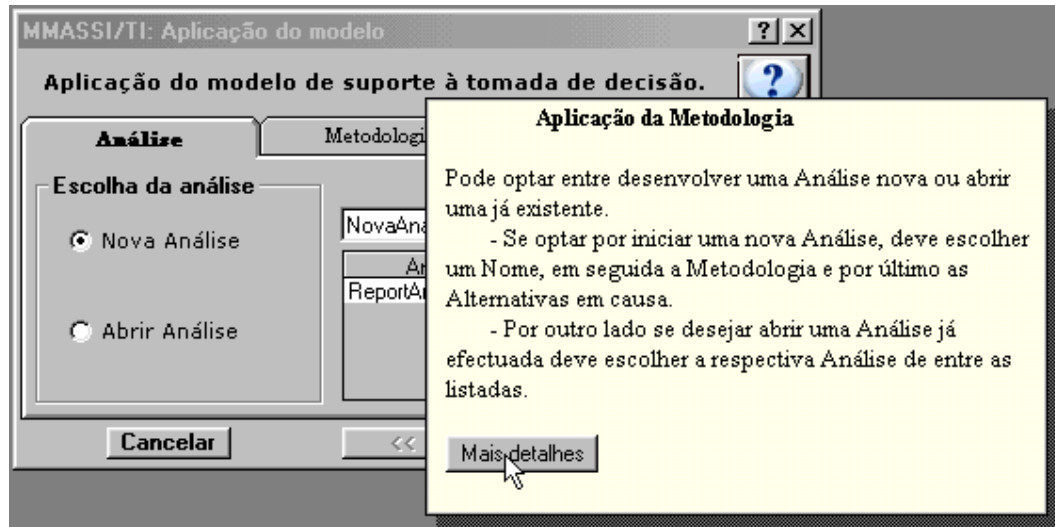 MMASSI/TI: Aplicação do modelo
Aplicação do modelo de suporte à tomada de decisão.
Análise
Escolha da análise
Nova Análise
Abrir Análise
Cancelar
<<
Aplicação da Metodologia
Pode optar entre desenvolver uma Análise nova ou abrir
uma já existente.
- Se optar por iniciar uma nova Análise, deve escolher
um Nome, em seguida a Metodologia e por último as
Alternativas em causa.
- Por outro lado se desejar abrir uma Análise já
efectuada deve escolher a respectiva Análise de entre as
listadas.
Mais detalhes